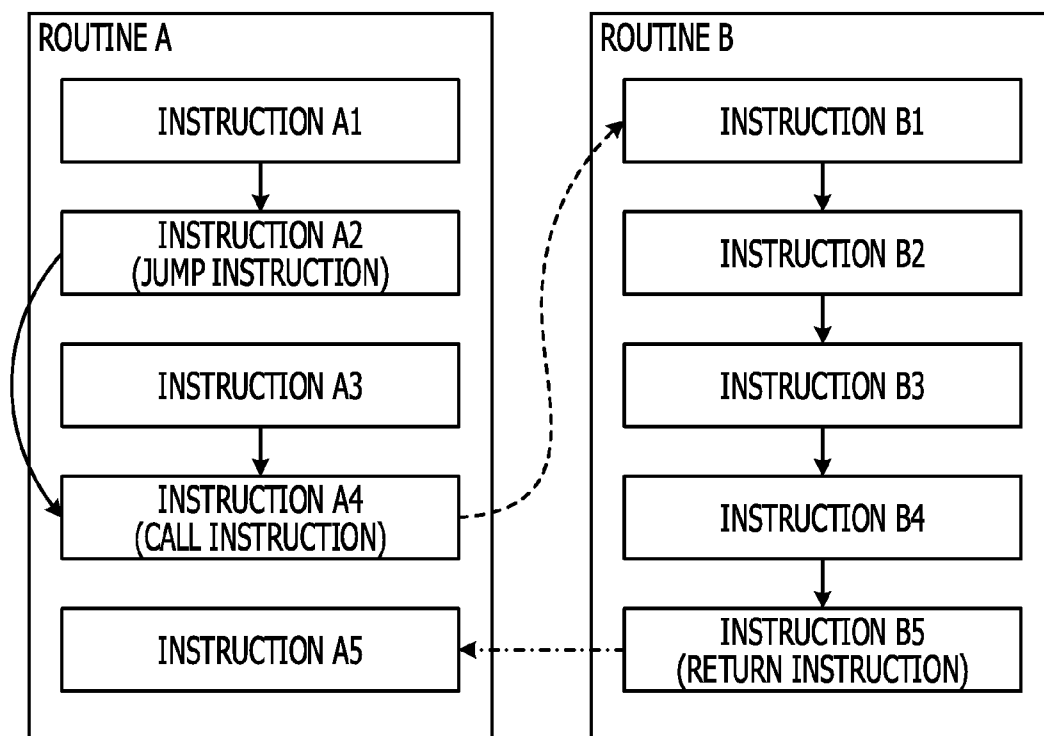 ROUTINE A
INSTRUCTION A1
INSTRUCTION A2
(JUMP INSTRUCTION)
INSTRUCTION A3
INSTRUCTION A4
(CALL INSTRUCTION)
INSTRUCTION A5
ROUTINE B
INSTRUCTION B1
INSTRUCTION B2
INSTRUCTION B3
INSTRUCTION B4
INSTRUCTION B5
(RETURN INSTRUCTION)